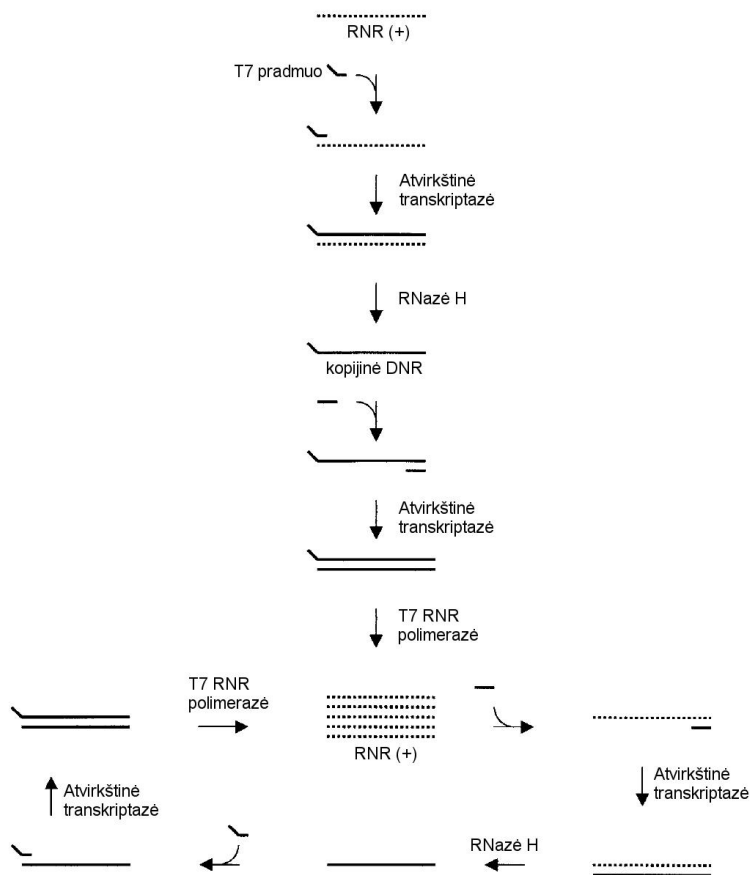 RNR (+)
T7 pradmuo
Atvirkštinė
transkriptazė
RNazė H
kopijinė DNR
Atvirkštinė
transkriptazė
T7 RNR
polimerazė
T7 RNR
polimerazė
RNR (+)
Atvirkštinė
transkriptazė
Atvirkštinė
transkriptazė
RNazė H